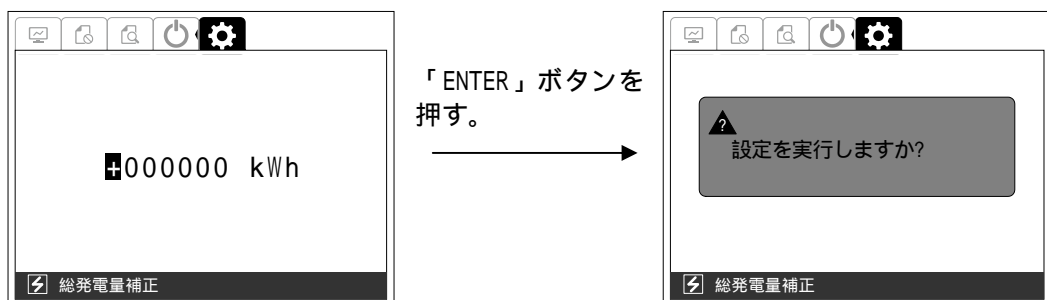 +000000 kWh
総発電量補正
「ENTER」ボタンを
押す。
?
設定を実行しますか?
総発電量補正